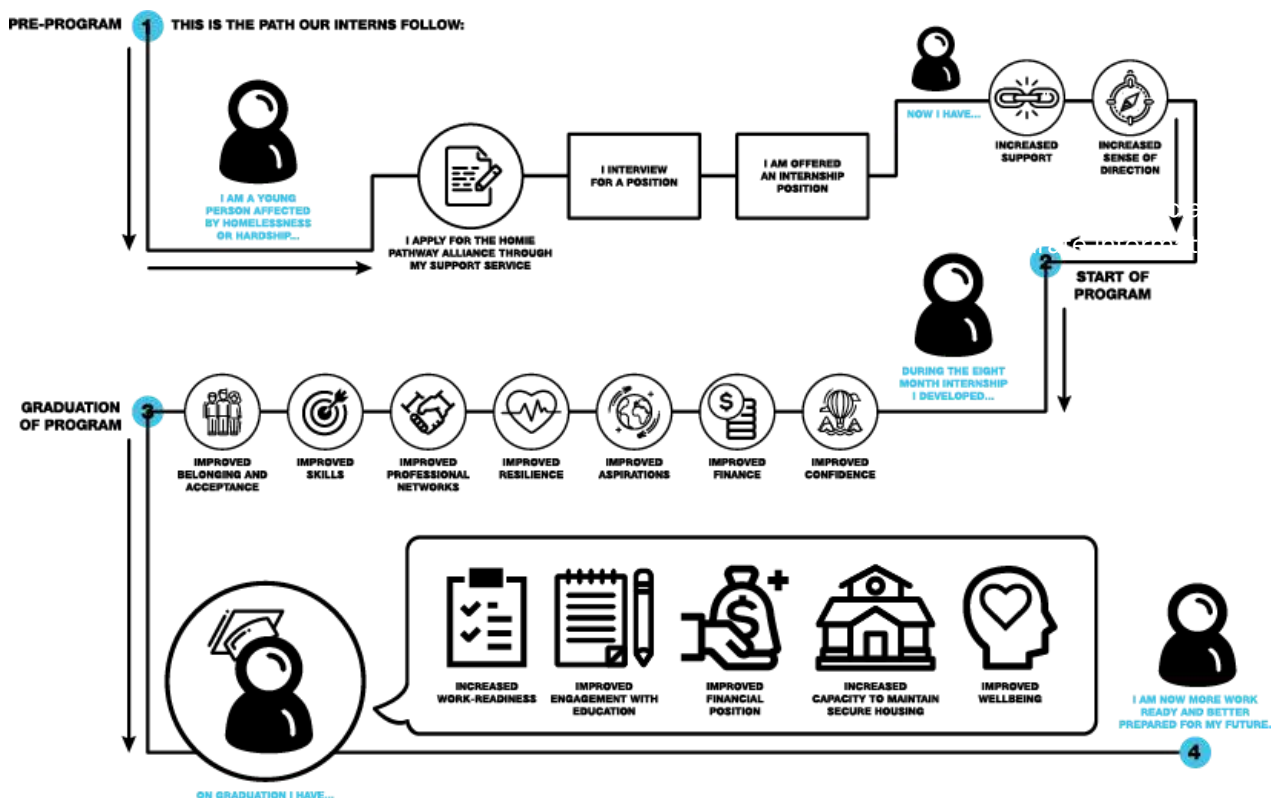 PRE-PROGRAM
1
THIS IS THE PATH OUR INTERNS FOLLOW:
I AM A YOUNG
PERSON AFFECTED
BY HOMELESSNESS
OR HARDSHIP...
I APPLY FOR THE HOMIE
PATHWAY ALLIANCE THROUGH
MY SUPPORT SERVICE
I INTERVIEW
FOR A POSITION
I AM OFFERED
AN INTERNSHIP
POSITION
NOW I HAVE...
INCREASED
SUPPORT
INCREASED
SENSE OF
DIRECTION
2
START OF
PROGRAM
DURING THE EIGHT
MONTH INTERNSHIP
I DEVELOPED...
GRADUATION
OF PROGRAM
3
IMPROVED
BELONGING AND
ACCEPTANCE
IMPROVED
SKILLS
IMPROVED
PROFESSIONAL
NETWORKS
IMPROVED
RESILIENCE
IMPROVED
ASPIRATIONS
$
IMPROVED
FINANCE
IMPROVED
CONFIDENCE
INCREASED
WORK-READINESS
IMPROVED
ENGAGEMENT WITH
EDUCATION
$
IMPROVED
FINANCIAL
POSITION
INCREASED
CAPACITY TO MAINTAIN
SECURE HOUSING
IMPROVED
WELLBEING
I AM NOW MORE WORK
READY AND BETTER
PREPARED FOR MY FUTURE.
4
ON GRADUATION I HAVE...